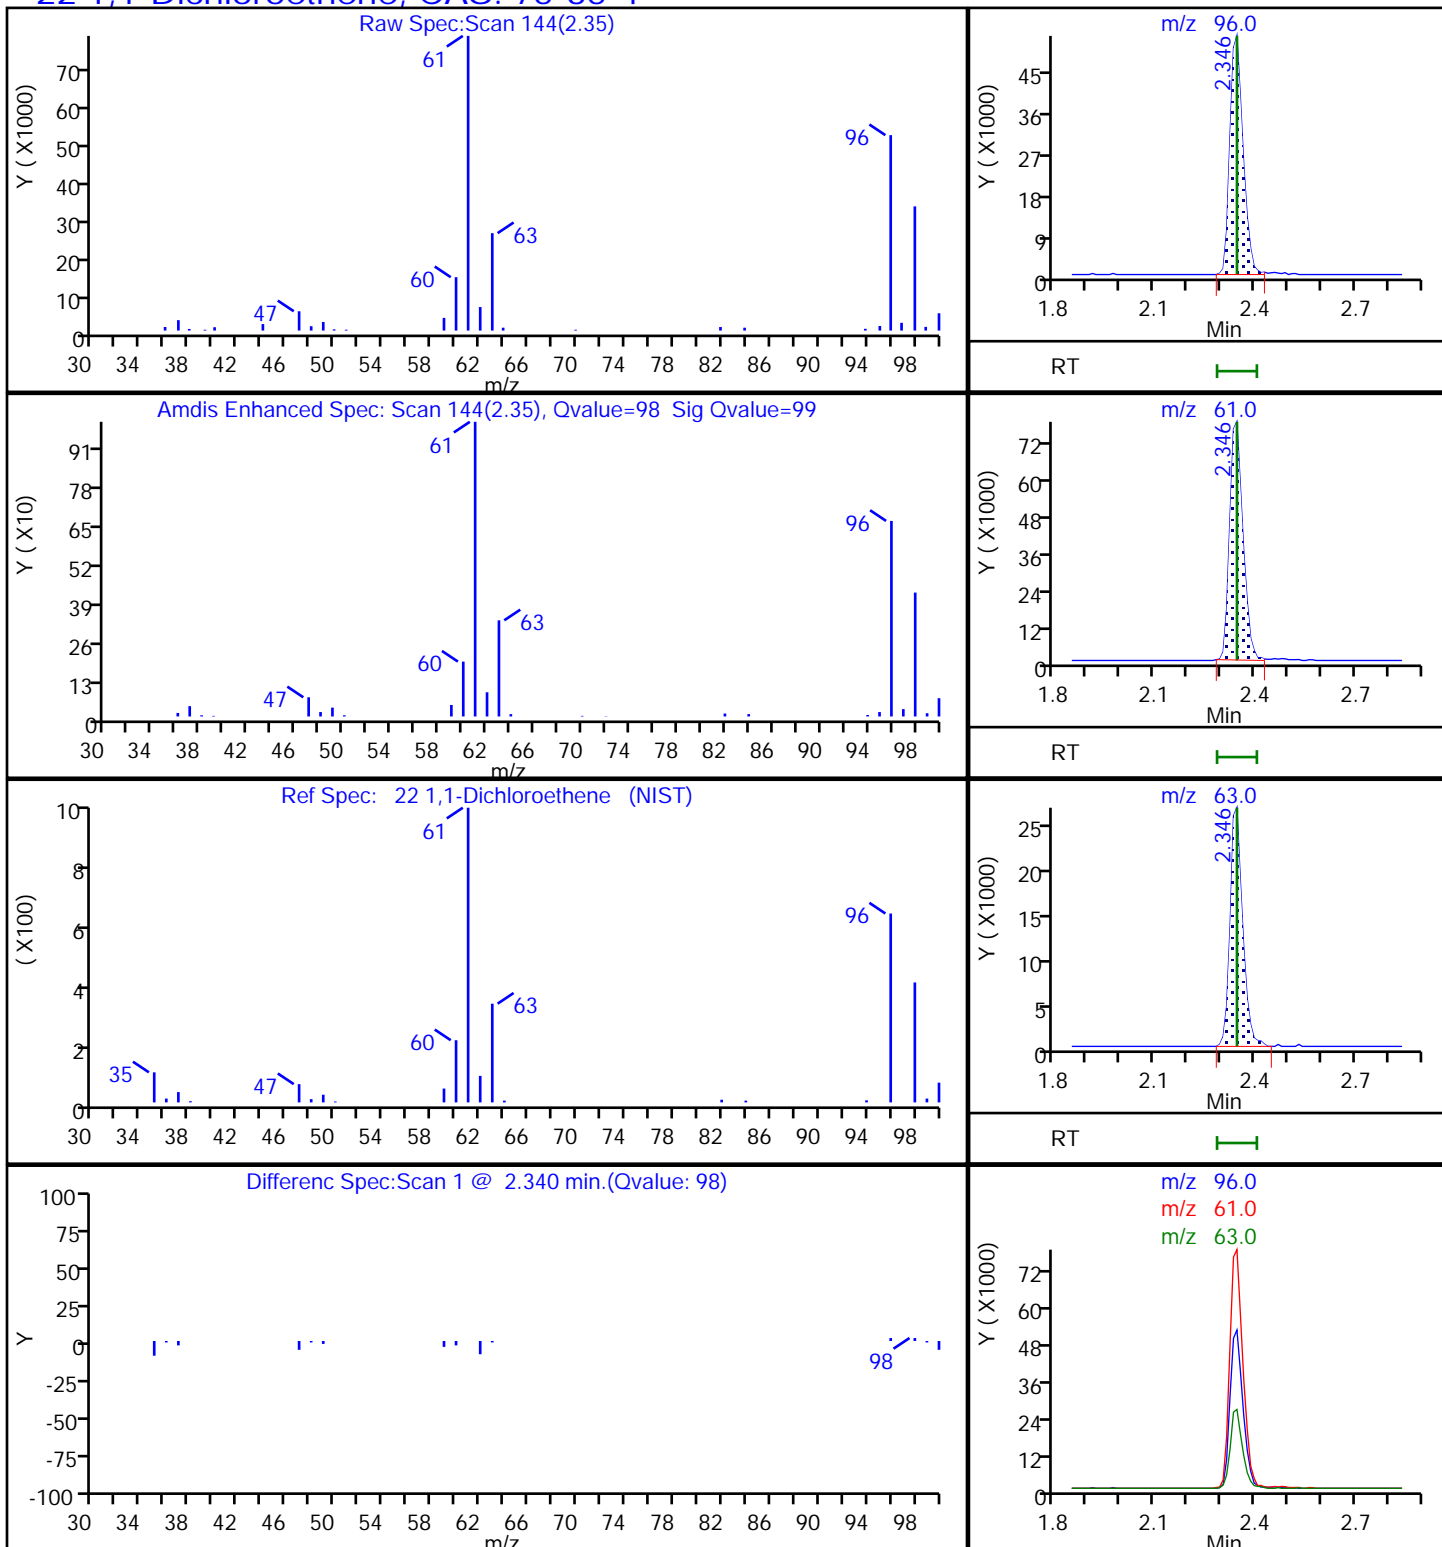 Raw Spec:Scan 144(2.35)
Y ( X1000)
70
60
50
40
30
20
10
0
61
96
63
60
47
30 34 38 42 46 50 54 58 62 66 70 74 78 82 86 90 94 98
m/z
m/z 96.0
2.346
Y ( X1000)
45
36
27
18
9
0
1.8 2.1 2.4 2.7
Min
RT
Amdis Enhanced Spec: Scan 144(2.35), Qvalue=98 Sig Qvalue=99
Y ( X10)
91
78
65
52
39
26
13
0
61
96
63
60
47
30 34 38 42 46 50 54 58 62 66 70 74 78 82 86 90 94 98
m/z
m/z 61.0
2.346
Y ( X1000)
72
60
48
36
24
12
0
1.8 2.1 2.4 2.7
Min
RT
Ref Spec: 22 1,1-Dichloroethene (NIST)
( X100)
10
8
6
4
2
0
61
96
63
60
35
47
30 34 38 42 46 50 54 58 62 66 70 74 78 82 86 90 94 98
m/z 63.0
2.346
Y ( X1000)
25
20
15
10
5
0
1.8 2.1 2.4 2.7
Min
RT
Differenc Spec:Scan 1 @ 2.340 min.(Qvalue: 98)
Y
100
75
50
25
0
-25
-50
-75
-100
98
30 34 38 42 46 50 54 58 62 66 70 74 78 82 86 90 94 98
m/z
m/z 96.0
m/z 61.0
m/z 63.0
Y ( X1000)
72
60
48
36
24
12
0
1.8 2.1 2.4 2.7
Min